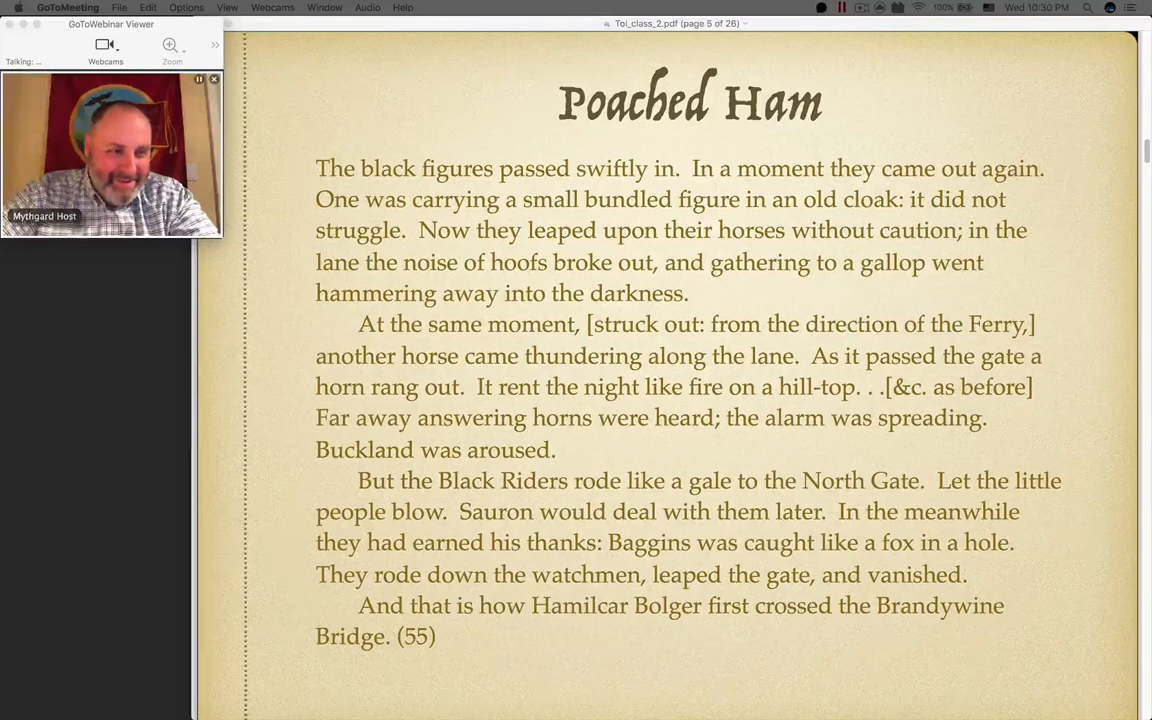 GoToMeeting File Edit Options View Webcams Window Audio Help 100% Wed 10:30 PM
GoToWebinar Viewer
ToI_class_2.pdf (page 5 of 26)
Talking: ...
Webcams
Zoom
Mythgard Host
Poached Ham
The black figures passed swiftly in. In a moment they came out again.
One was carrying a small bundled figure in an old cloak: it did not
struggle. Now they leaped upon their horses without caution; in the
lane the noise of hoofs broke out, and gathering to a gallop went
hammering away into the darkness.
At the same moment, [struck out: from the direction of the Ferry,]
another horse came thundering along the lane. As it passed the gate a
horn rang out. It rent the night like fire on a hill-top. . .[&c. as before]
Far away answering horns were heard; the alarm was spreading.
Buckland was aroused.
But the Black Riders rode like a gale to the North Gate. Let the little
people blow. Sauron would deal with them later. In the meanwhile
they had earned his thanks: Baggins was caught like a fox in a hole.
They rode down the watchmen, leaped the gate, and vanished.
And that is how Hamilcar Bolger first crossed the Brandywine
Bridge. (55)